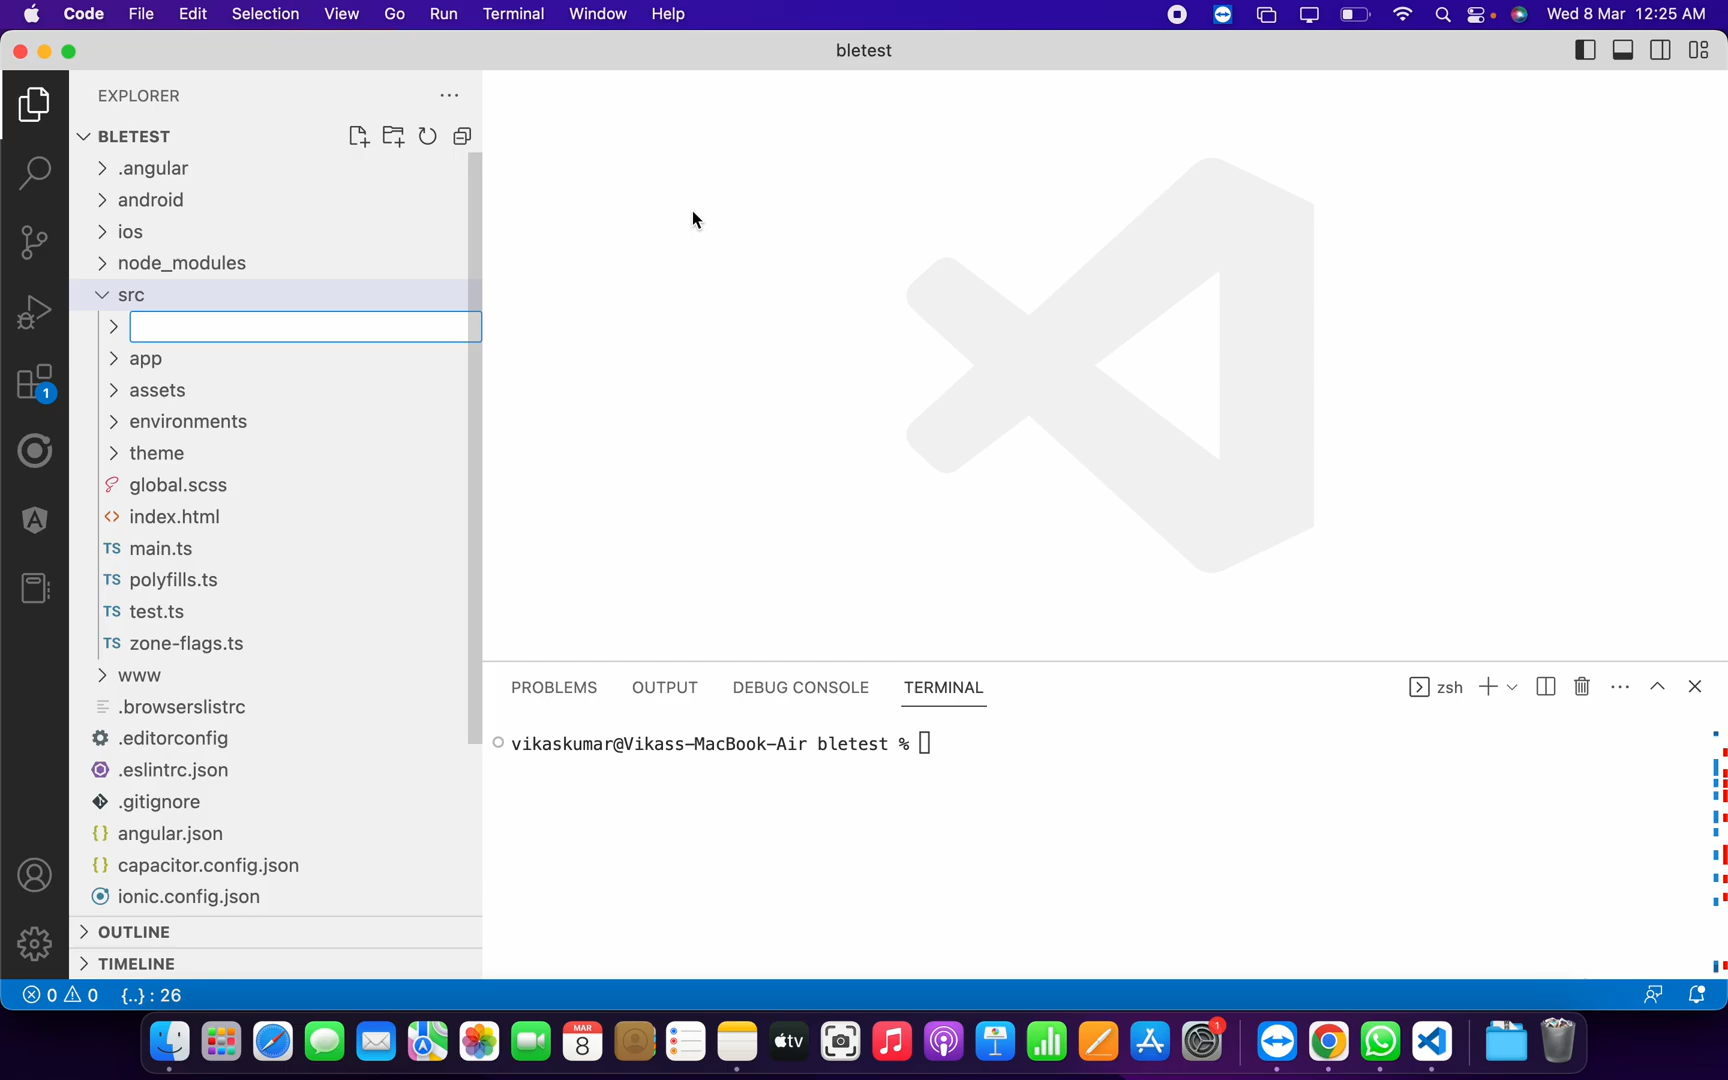 Code File Edit Selection View Go Run Terminal Window Help Wed 8 Mar 12:25 AM
bletest
EXPLORER
BLETEST
.angular
android
ios
node_modules
src
app
assets
environments
theme
global.scss
index.html
TS main.ts
TS polyfills.ts
TS test.ts
TS zone-flags.ts
www
.browserslistrc
.editorconfig
.eslintrc.json
.gitignore
{} angular.json
{} capacitor.config.json
ionic.config.json
OUTLINE
TIMELINE
1
PROBLEMS OUTPUT DEBUG CONSOLE TERMINAL zsh
vikaskumar@Vikass-MacBook-Air bletest %
0 0 {..} : 26
MAR
8
tv
1